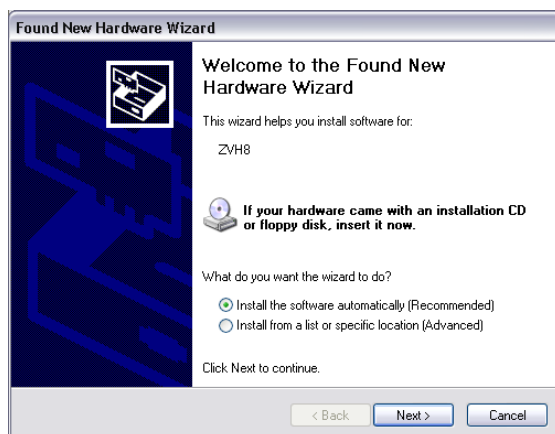 Found New Hardware Wizard
Welcome to the Found New
Hardware Wizard
This wizard helps you install software for:
ZVH8
If your hardware came with an installation CD
or floppy disk, insert it now.
What do you want the wizard to do?
Install the software automatically (Recommended)
Install from a list or specific location (Advanced)
Click Next to continue.
< Back
Next >
Cancel